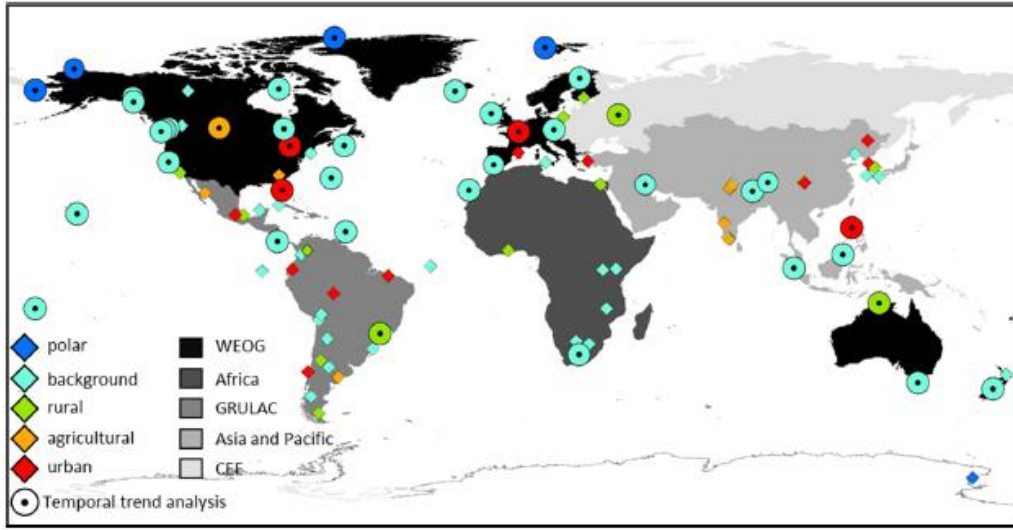 polar
background
rural
agricultural
urban
Temporal trend analysis
WEOG
Africa
GRULAC
Asia and Pacific
CEE